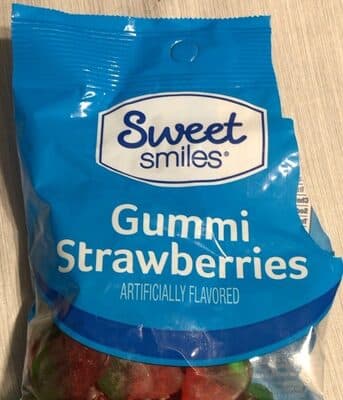 Sweet
smiles®
Gummi
Strawberries
ARTIFICIALLY FLAVORED